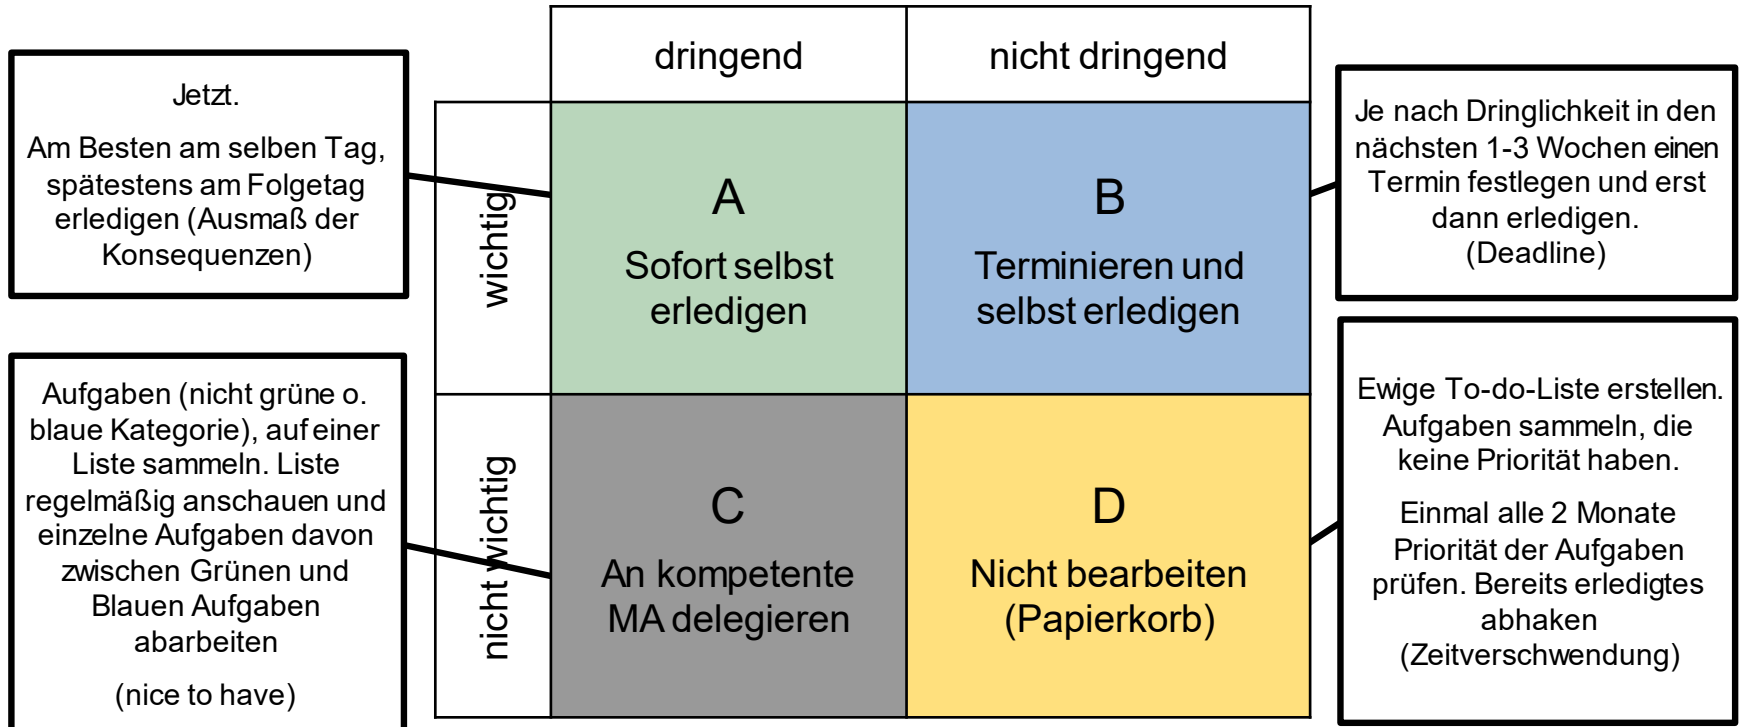 dringend
nicht dringend
Jetzt.
Am Besten am selben Tag,
spätestens am Folgetag
erledigen (Ausmaß der
Konsequenzen)
wichtig
A
Sofort selbst
erledigen
B
Terminieren und
selbst erledigen
Je nach Dringlichkeit in den
nächsten 1-3 Wochen einen
Termin festlegen und erst
dann erledigen.
(Deadline)
Aufgaben (nicht grüne o.
blaue Kategorie), auf einer
Liste sammeln. Liste
regelmäßig anschauen und
einzelne Aufgaben davon
zwischen Grünen und
Blauen Aufgaben
abarbeiten
(nice to have)
nicht wichtig
C
An kompetente
MA delegieren
D
Nicht bearbeiten
(Papierkorb)
Ewige To-do-Liste erstellen.
Aufgaben sammeln, die
keine Priorität haben.
Einmal alle 2 Monate
Priorität der Aufgaben
prüfen. Bereits erledigtes
abhaken
(Zeitverschwendung)